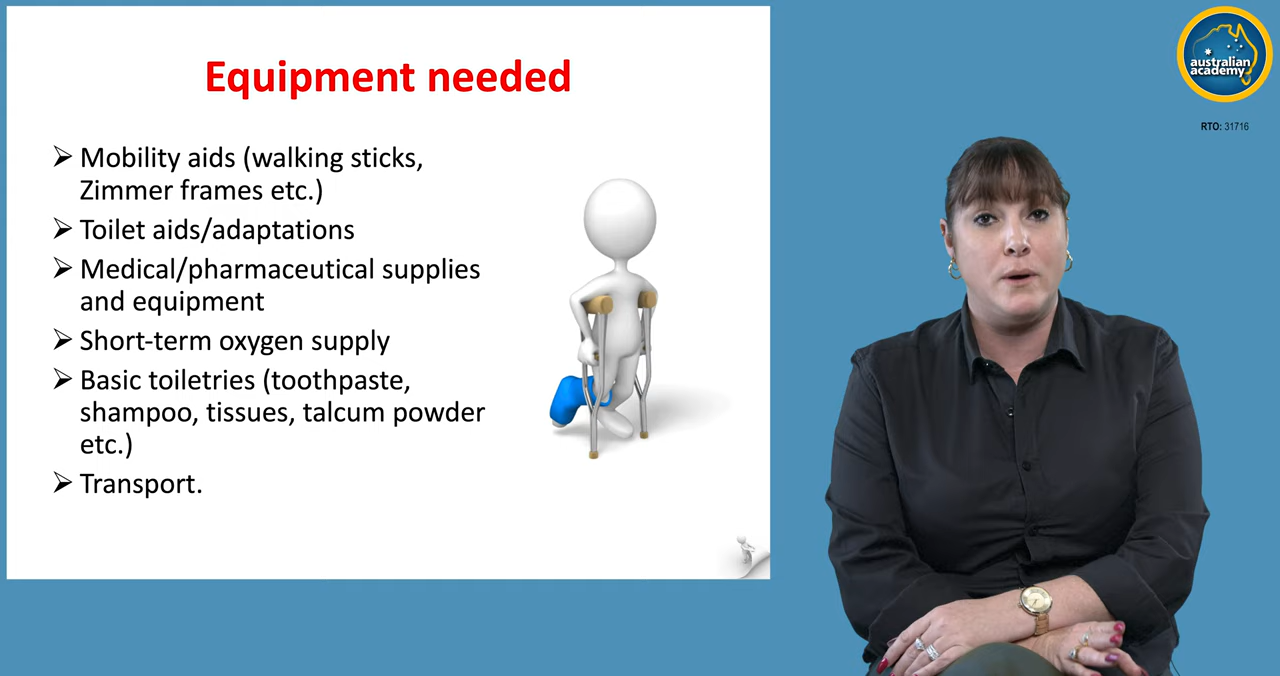 Equipment needed
➢ Mobility aids (walking sticks,
Zimmer frames etc.)
➢ Toilet aids/adaptations
➢ Medical/pharmaceutical supplies
and equipment
➢ Short-term oxygen supply
➢ Basic toiletries (toothpaste,
shampoo, tissues, talcum powder
etc.)
➢ Transport.
australian
academy
RTO: 31716